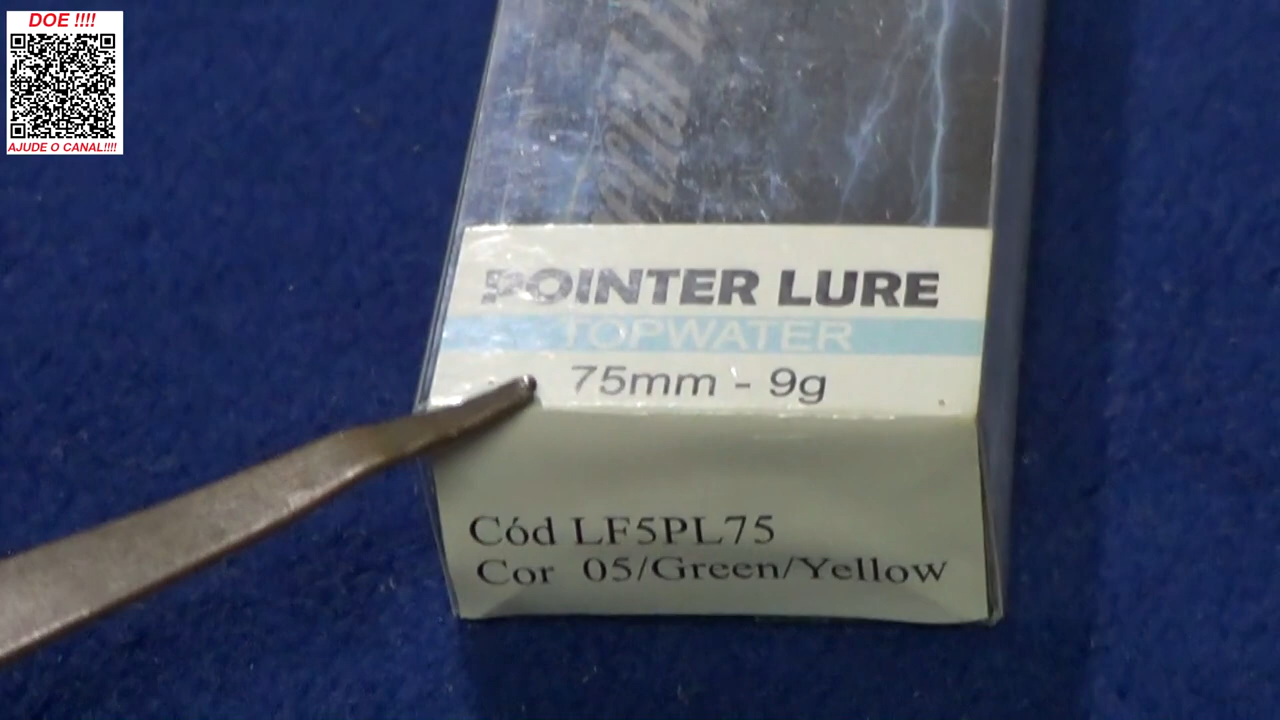 DOE !!!!
AJUDE O CANAL!!!!
POINTER LURE
TOPWATER
75mm - 9g
Cód LF5PL75
Cor 05/Green/Yellow